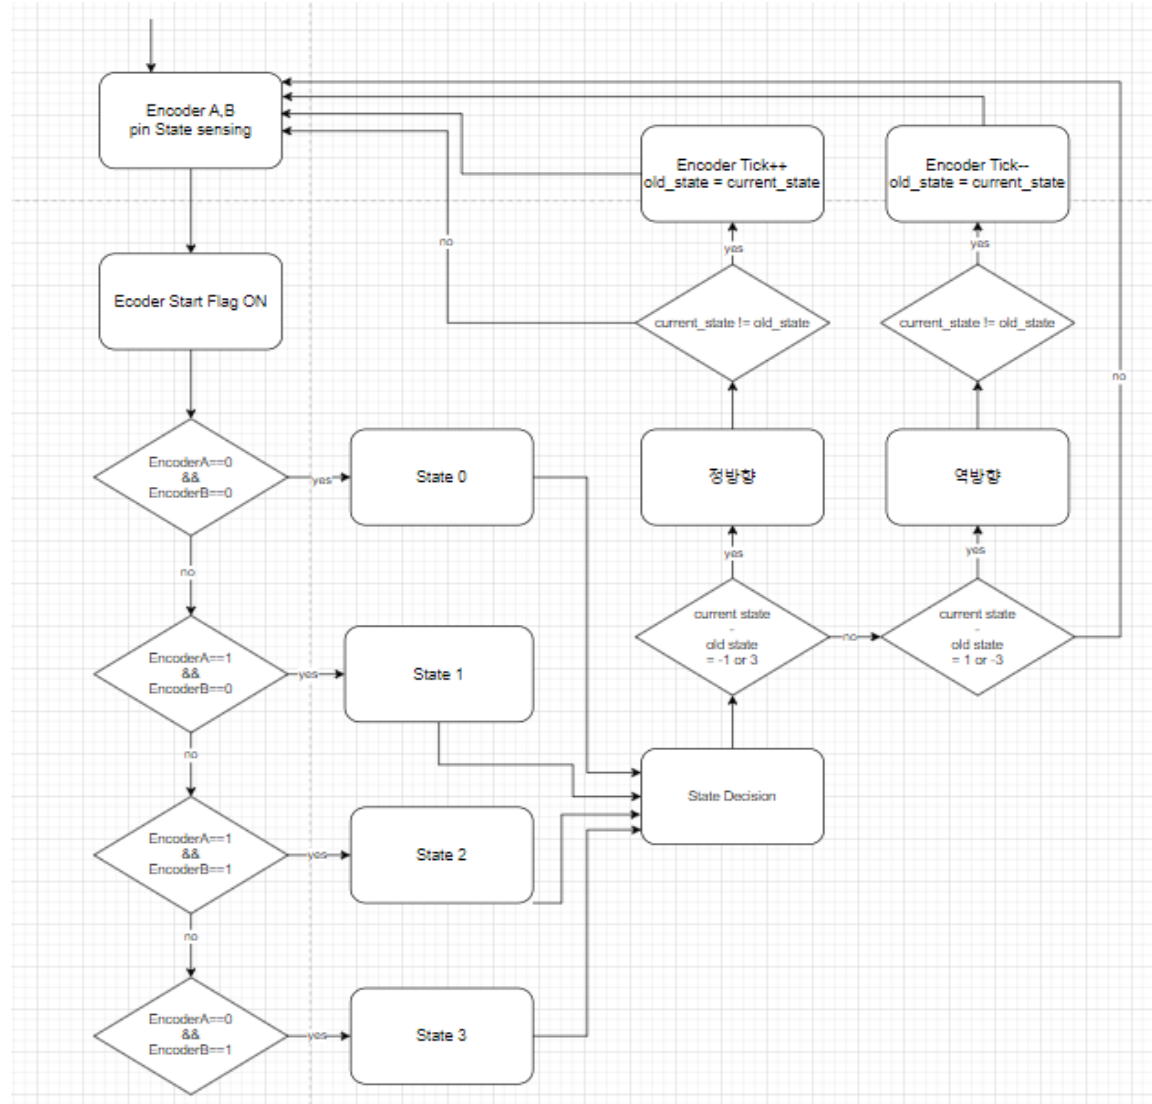 Encoder A,B
pin State sensing
Ecoder Start Flag ON
EncoderA==0
&&
EncoderB==0
yes
State 0
no
EncoderA==1
&&
EncoderB==0
yes
State 1
no
EncoderA==1
&&
EncoderB==1
yes
State 2
no
EncoderA==0
&&
EncoderB==1
yes
State 3
State Decision
current state
-
old state
= -1 or 3
no
current state
-
old state
= 1 or -3
no
yes
정방향
yes
역방향
current_state != old_state
no
current_state != old_state
yes
Encoder Tick++
old_state = current_state
yes
Encoder Tick--
old_state = current_state